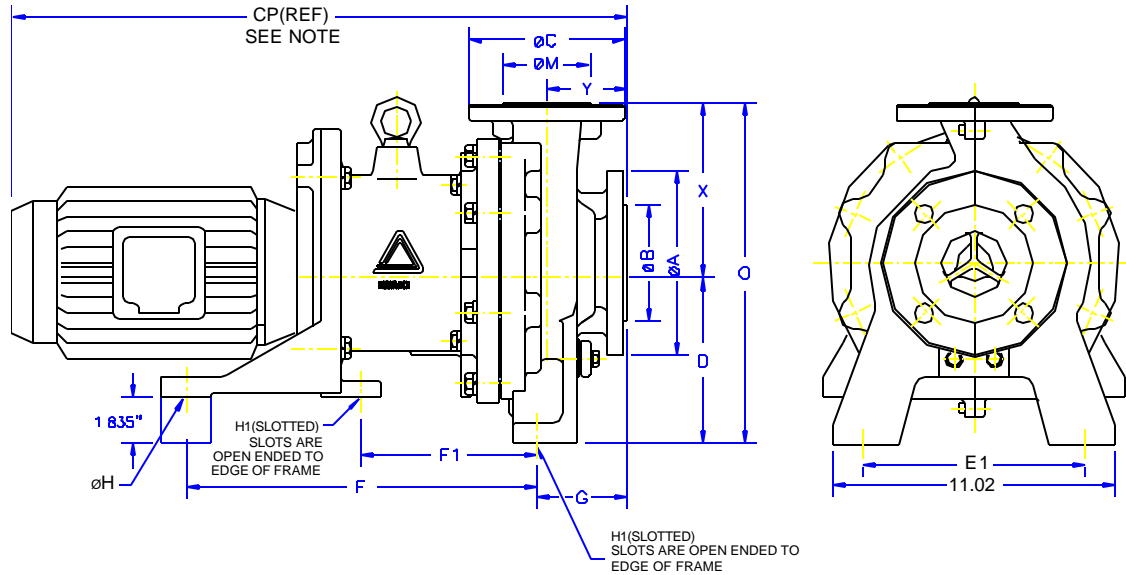 CP(REF)
SEE NOTE
øC
øM
Y
X
O
øB
øA
D
1 835"
H1(SLOTTED)
SLOTS ARE
OPEN ENDED TO
EDGE OF FRAME
F1
øH
F
G
E1
11.02
H1(SLOTTED)
SLOTS ARE OPEN ENDED TO
EDGE OF FRAME